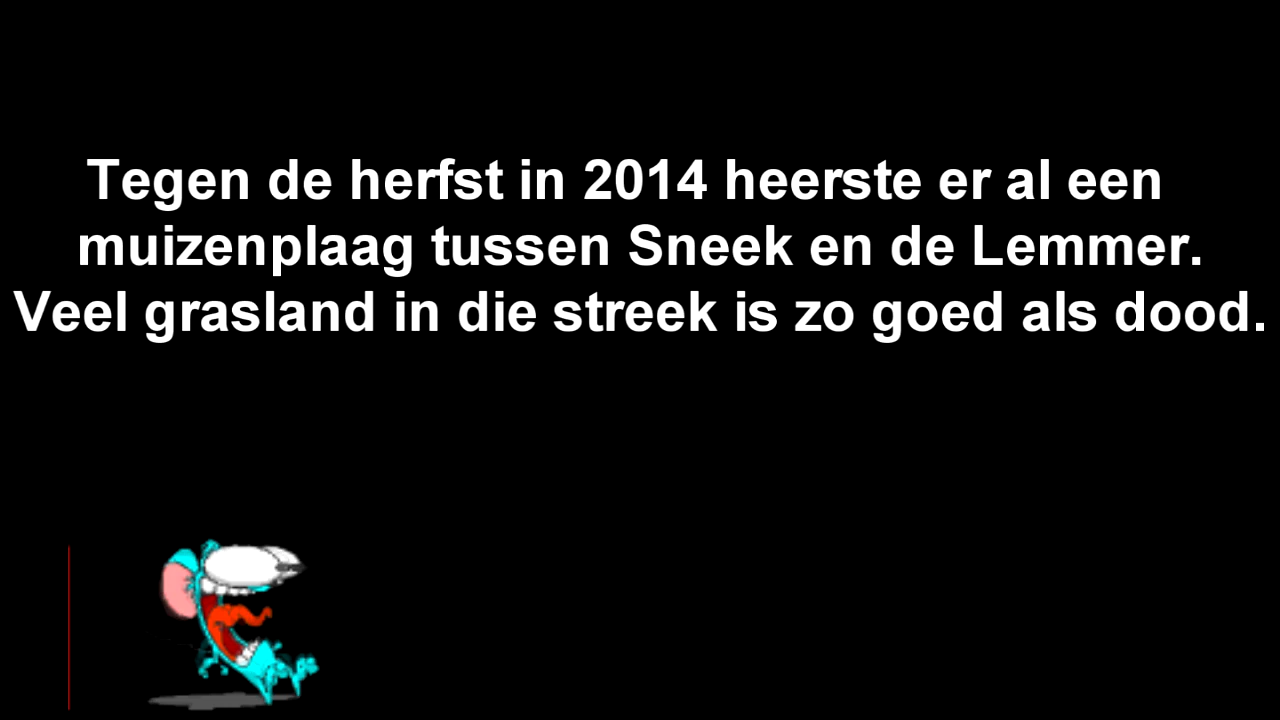 Tegen de herfst in 2014 heerste er al een
muizenplaag tussen Sneek en de Lemmer.
Veel grasland in die streek is zo goed als dood.